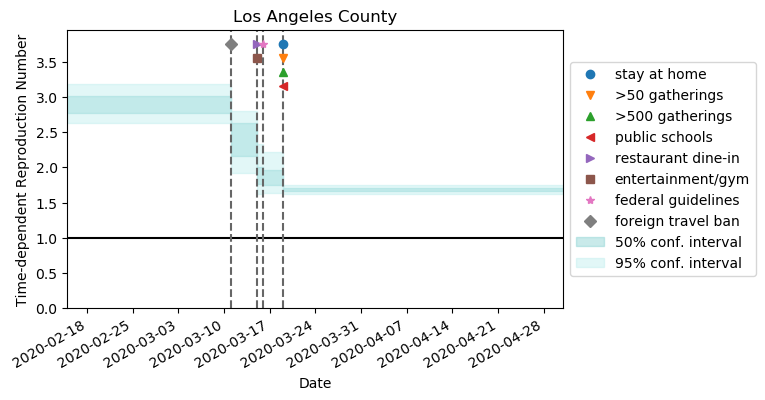 Los Angeles County
Time-dependent Reproduction Number
3.5
3.0
2.5
2.0
1.5
1.0
0.5
0.0
2020-02-18
2020-02-25
2020-03-03
2020-03-10
2020-03-17
2020-03-24
2020-03-31
2020-04-07
2020-04-14
2020-04-21
2020-04-28
Date
stay at home
>50 gatherings
>500 gatherings
public schools
restaurant dine-in
entertainment/gym
federal guidelines
foreign travel ban
50% conf. interval
95% conf. interval